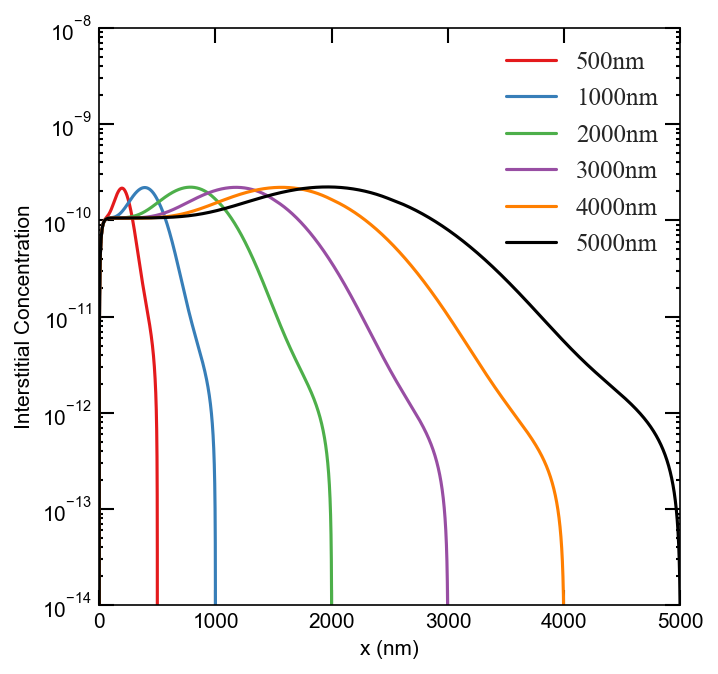 10⁻⁸
10⁻⁹
10⁻¹⁰
10⁻¹¹
10⁻¹²
10⁻¹³
10⁻¹⁴
Interstitial Concentration
500nm
1000nm
2000nm
3000nm
4000nm
5000nm
0 1000 2000 3000 4000 5000
x (nm)